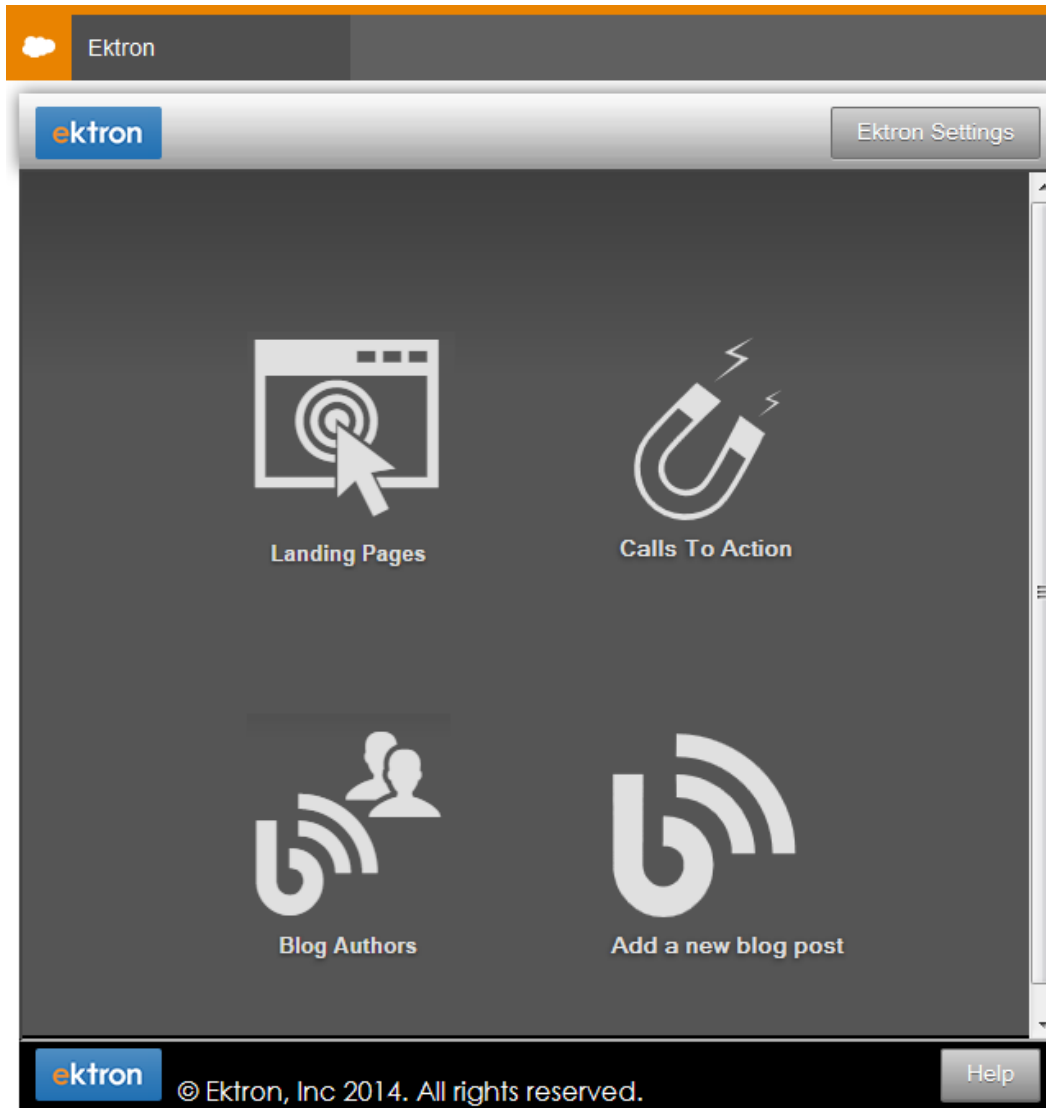 Ektron
ektron
Ektron Settings
Landing Pages
Calls To Action
Blog Authors
Add a new blog post
ektron
© Ektron, Inc 2014. All rights reserved.
Help